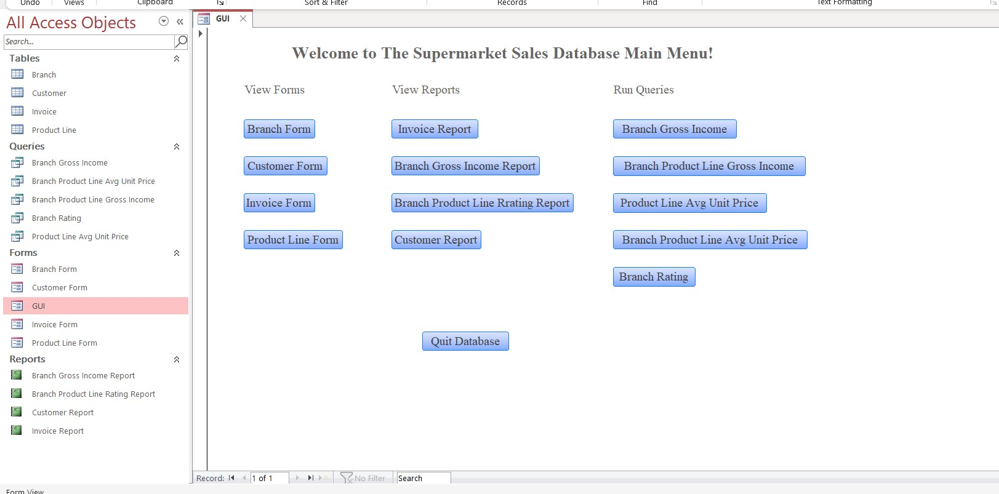 Undo Views Clipboard Sort & Filter Records Find Text Formatting
All Access Objects
Search...
Tables
Branch
Customer
Invoice
Product Line
Queries
Branch Gross Income
Branch Product Line Avg Unit Price
Branch Product Line Gross Income
Branch Rating
Product Line Avg Unit Price
Forms
Branch Form
Customer Form
GUI
Invoice Form
Product Line Form
Reports
Branch Gross Income Report
Branch Product Line Rating Report
Customer Report
Invoice Report
GUI
Welcome to The Supermarket Sales Database Main Menu!
View Forms
Branch Form
Customer Form
Invoice Form
Product Line Form
View Reports
Invoice Report
Branch Gross Income Report
Branch Product Line Rrating Report
Customer Report
Run Queries
Branch Gross Income
Branch Product Line Gross Income
Product Line Avg Unit Price
Branch Product Line Avg Unit Price
Branch Rating
Quit Database
Record: 1 of 1 No Filter Search
Form View